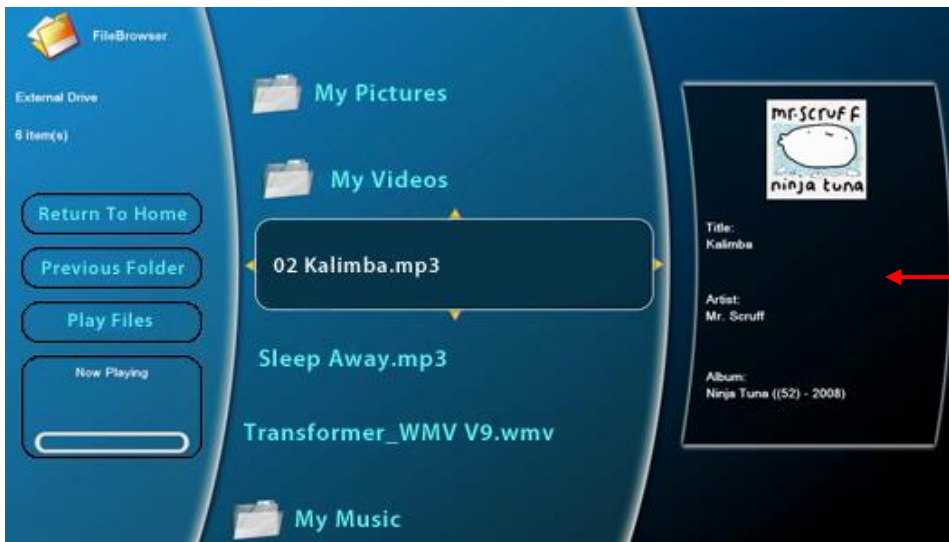 FileBrowser
External Drive
6 item(s)
Return To Home
Previous Folder
Play Files
Now Playing
My Pictures
My Videos
02 Kalimba.mp3
Sleep Away.mp3
Transformer_WMV V9.wmv
My Music
mr.scruff
ninja tuna
Title:
Kalimba
Artist:
Mr. Scruff
Album:
Ninja Tuna ((52) - 2008)